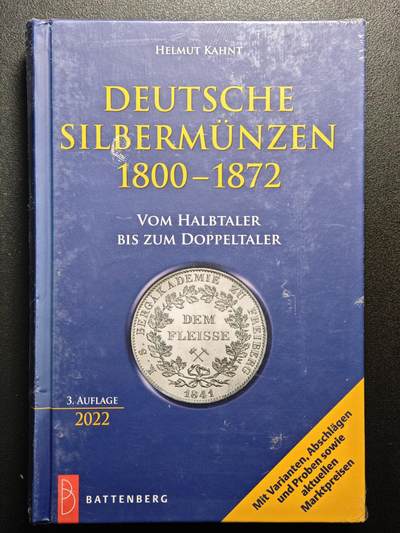 HELMUT KAHNT
DEUTSCHE
SILBERMÜNZEN
1800–1872
VOM HALBTALER
BIS ZUM DOPPELTALER
K. S. BERGAKADEMIE ZU FREIBERG
DEM
FLEISSE
1841
3. AUFLAGE
2022
Mit Varianten, Abschlägen
und Proben sowie
aktuellen
Marktpreisen
BATTENBERG